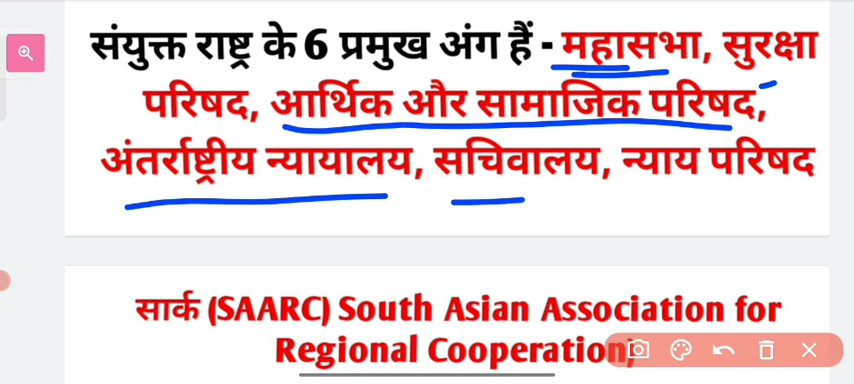 संयुक्त राष्ट्र के 6 प्रमुख अंग हैं - महासभा, सुरक्षा
परिषद, आर्थिक और सामाजिक परिषद,
अंतर्राष्ट्रीय न्यायालय, सचिवालय, न्याय परिषद
सार्क (SAARC) South Asian Association for
Regional Cooperation)